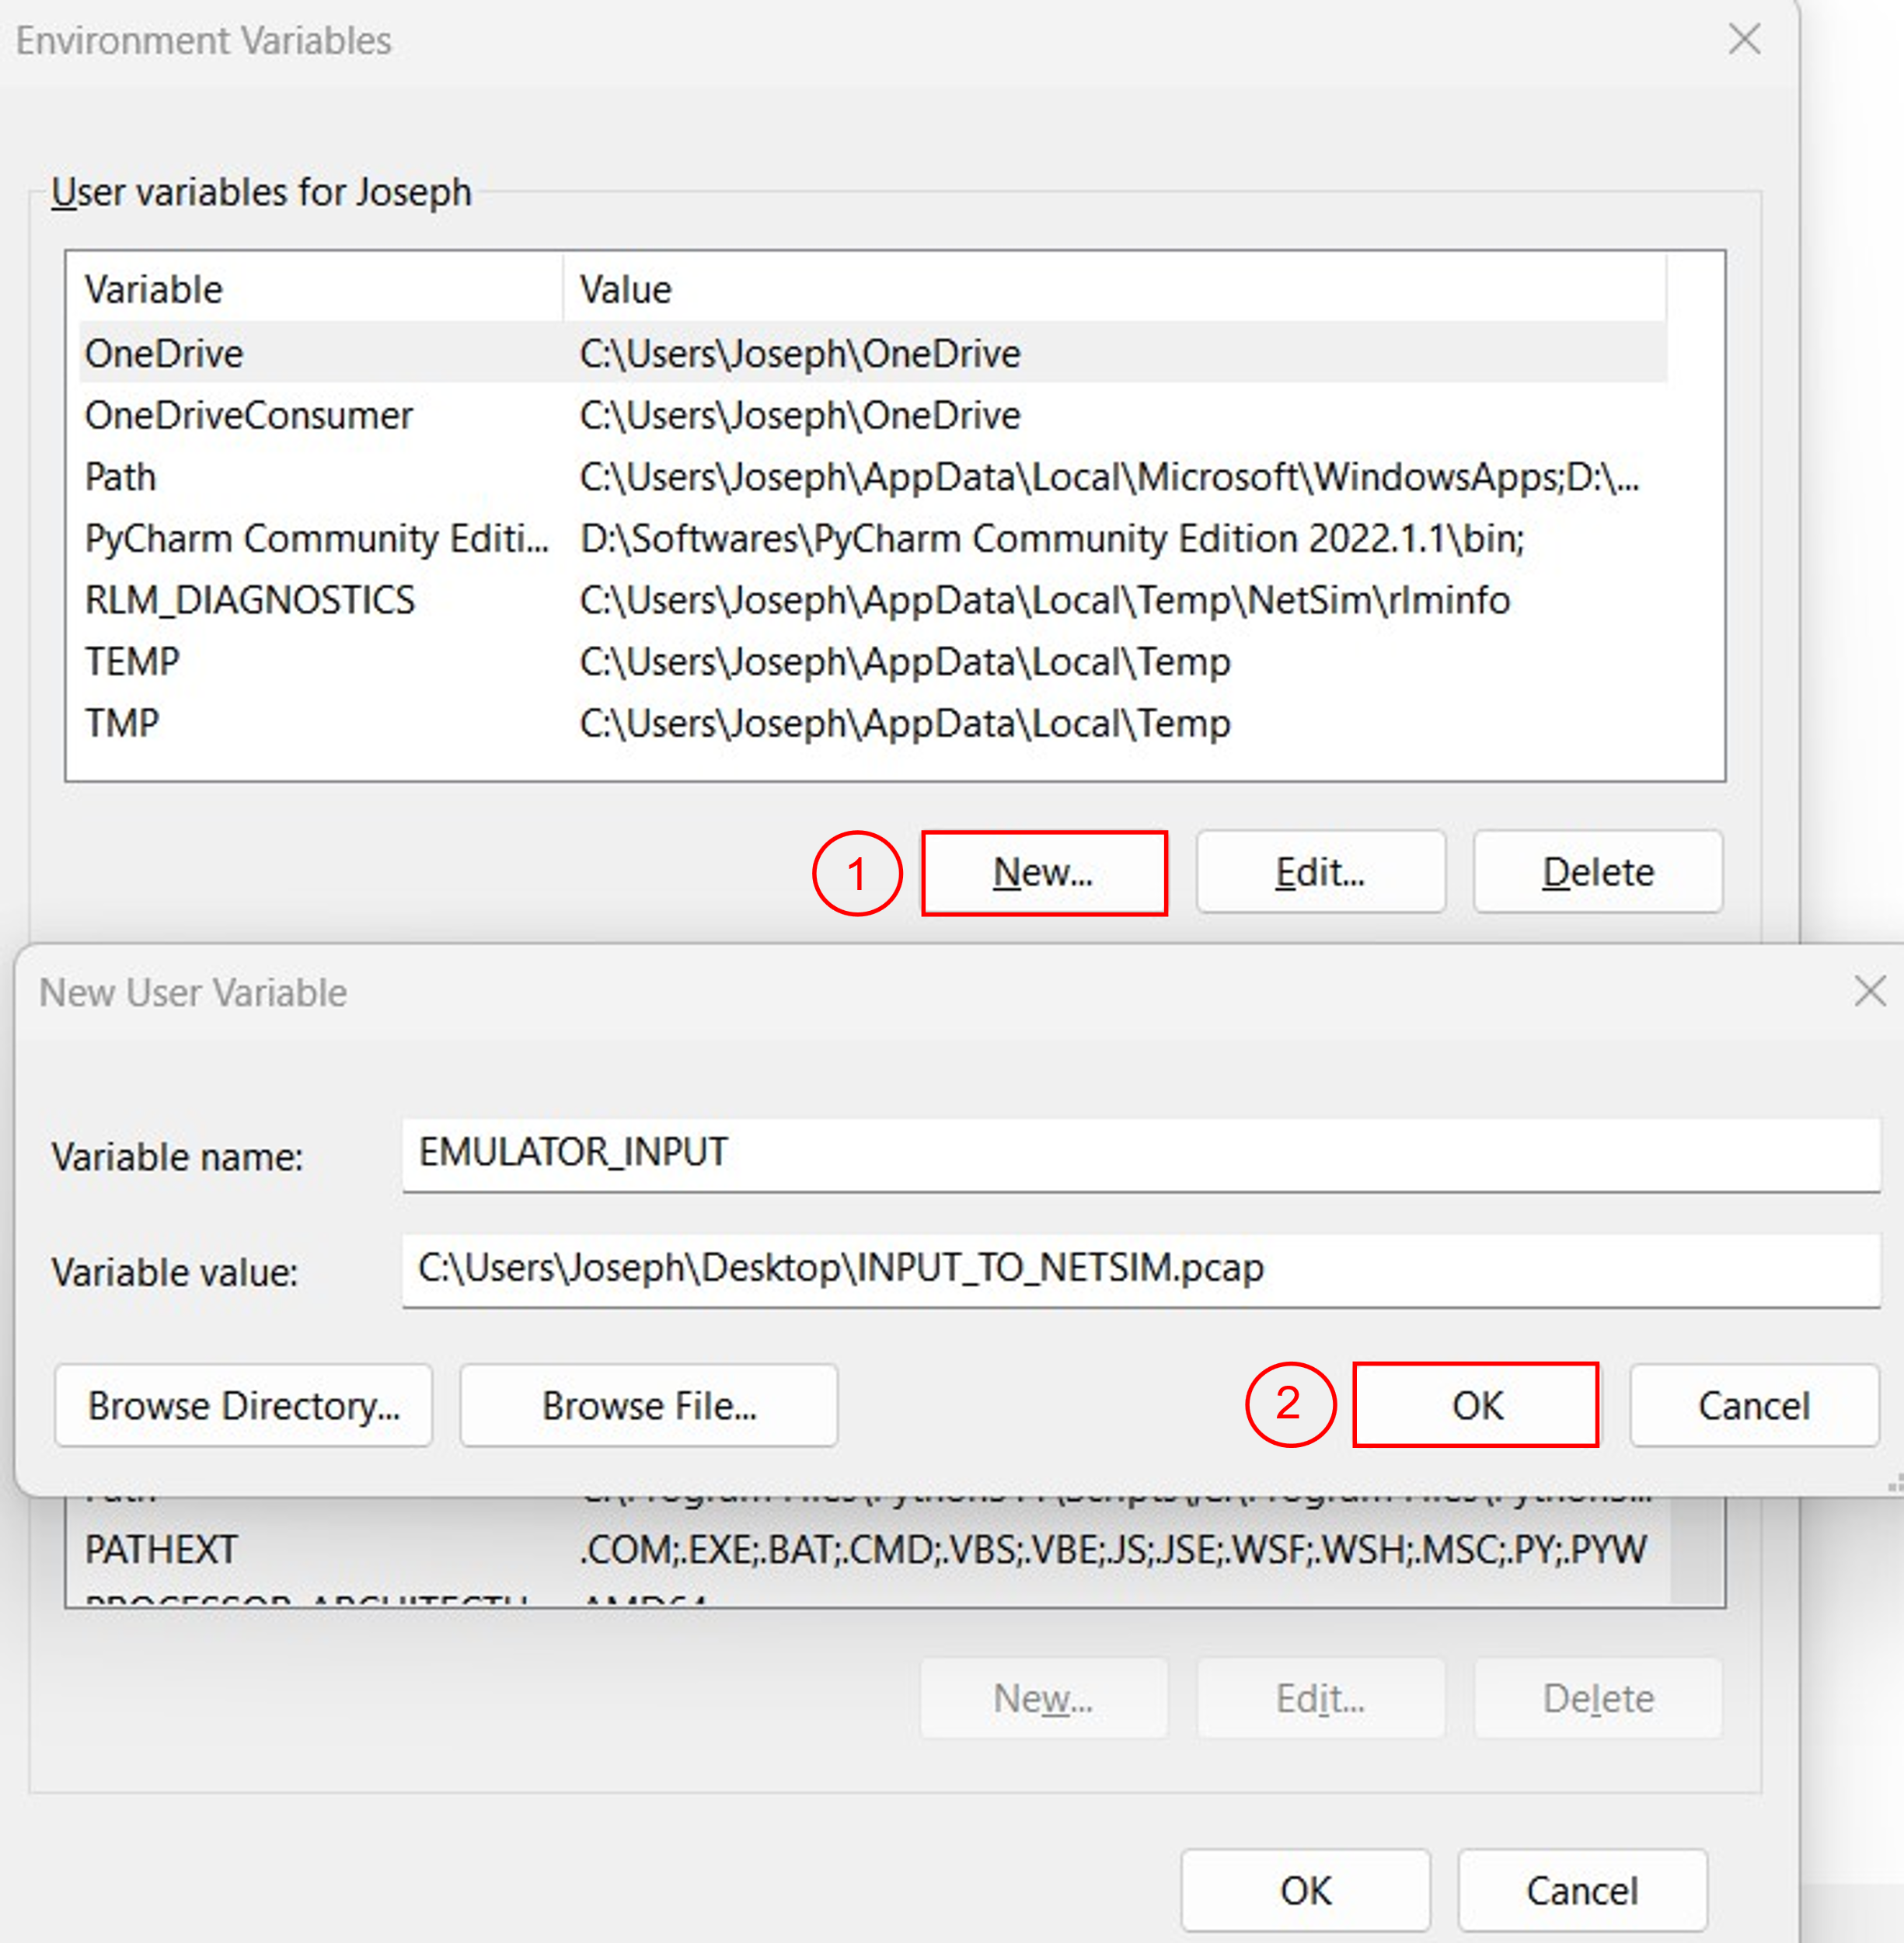 Environment Variables
User variables for Joseph
Variable Value
OneDrive C:\Users\Joseph\OneDrive
OneDriveConsumer C:\Users\Joseph\OneDrive
Path C:\Users\Joseph\AppData\Local\Microsoft\WindowsApps;D:\...
PyCharm Community Editi... D:\Softwares\PyCharm Community Edition 2022.1.1\bin;
RLM_DIAGNOSTICS C:\Users\Joseph\AppData\Local\Temp\NetSim\rlminfo
TEMP C:\Users\Joseph\AppData\Local\Temp
TMP C:\Users\Joseph\AppData\Local\Temp
1 New... Edit... Delete
New User Variable
Variable name: EMULATOR_INPUT
Variable value: C:\Users\Joseph\Desktop\INPUT_TO_NETSIM.pcap
Browse Directory... Browse File... 2 OK Cancel
PATHEXT .COM;.EXE;.BAT;.CMD;.VBS;.VBE;.JS;.JSE;.WSF;.WSH;.MSC;.PY;.PYW
New... Edit... Delete
OK Cancel